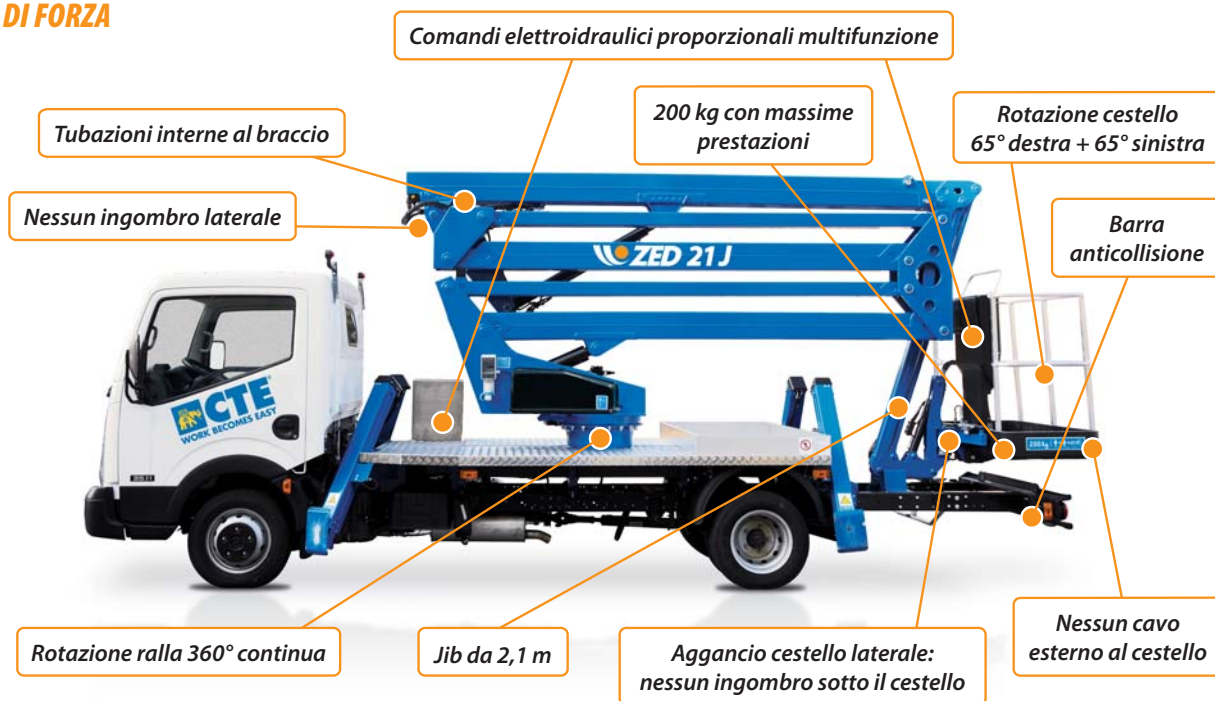 DI FORZA
Comandi elettroidraulici proporzionali multifunzione
Tubazioni interne al braccio
200 kg con massime
prestazioni
Rotazione cestello
65° destra + 65° sinistra
Nessun ingombro laterale
Barra
anticollisione
ZED 21 J
CTE
WORK BECOMES EASY
200 kg
Rotazione ralla 360° continua
Jib da 2,1 m
Aggancio cestello laterale:
nessun ingombro sotto il cestello
Nessun cavo
esterno al cestello